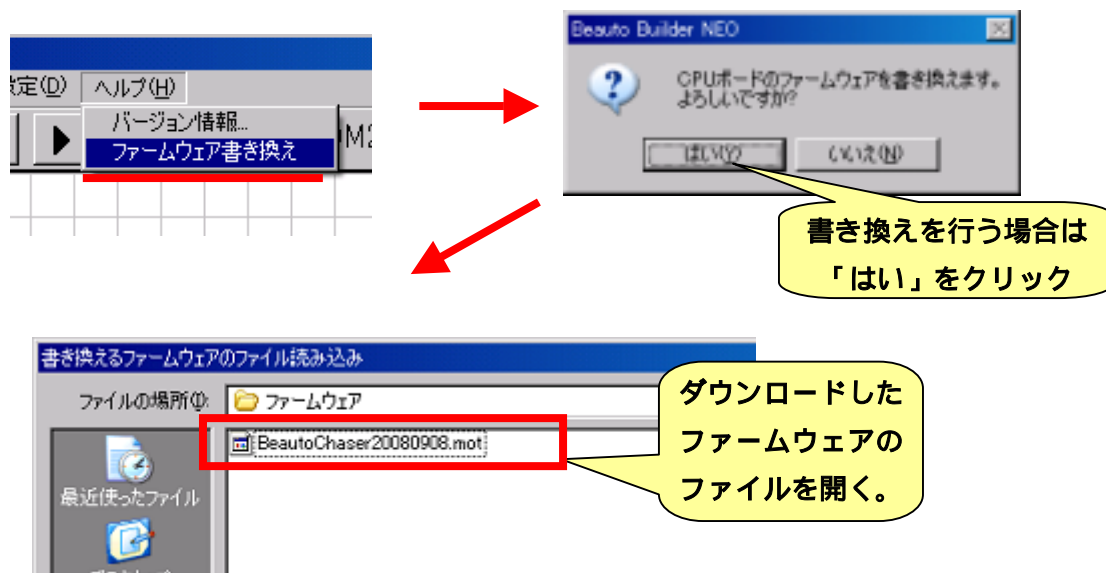 Beauto Builder NEO
定(D) ヘルプ(H)
バージョン情報...
ファームウェア書き換え
CPUボードのファームウェアを書き換えます。
よろしいですか?
はい(Y) いいえ(N)
書き換えを行う場合は
「はい」をクリック
書き換えるファームウェアのファイル読み込み
ファイルの場所(I):
ファームウェア
BeautoChaser20080908.mot
最近使ったファイル
ダウンロードした
ファームウェアの
ファイルを開く。